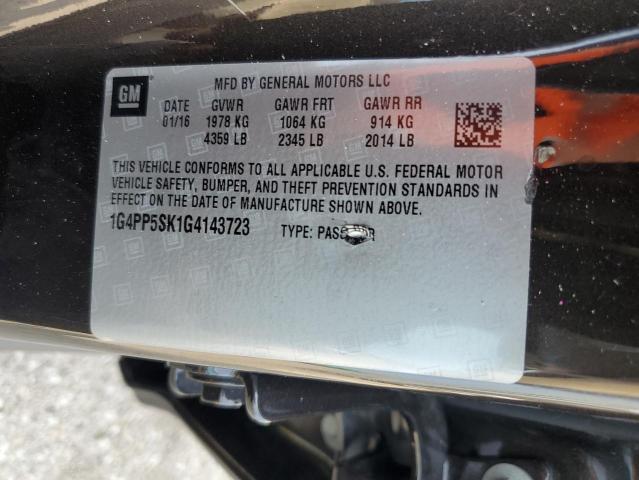 GM
MFD BY GENERAL MOTORS LLC
DATE GVWR GAWR FRT GAWR RR
01/16 1978 KG 1064 KG 914 KG
4359 LB 2345 LB 2014 LB
THIS VEHICLE CONFORMS TO ALL APPLICABLE U.S. FEDERAL MOTOR
VEHICLE SAFETY, BUMPER, AND THEFT PREVENTION STANDARDS IN
EFFECT ON THE DATE OF MANUFACTURE SHOWN ABOVE.
1G4PP5SK1G4143723 TYPE: